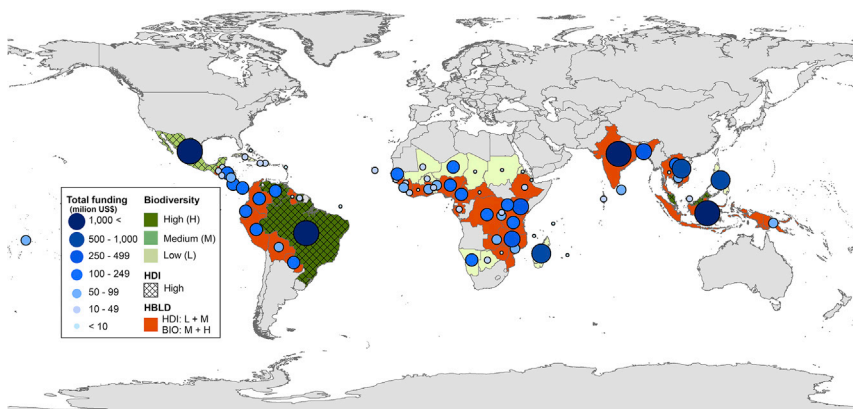 Total funding
(milion US$)
1,000 <
500 - 1,000
250 - 499
100 - 249
50 - 99
10 - 49
< 10
Biodiversity
High (H)
Medium (M)
Low (L)
HDI
High
HBLD
HDI: L + M
BIO: M + H